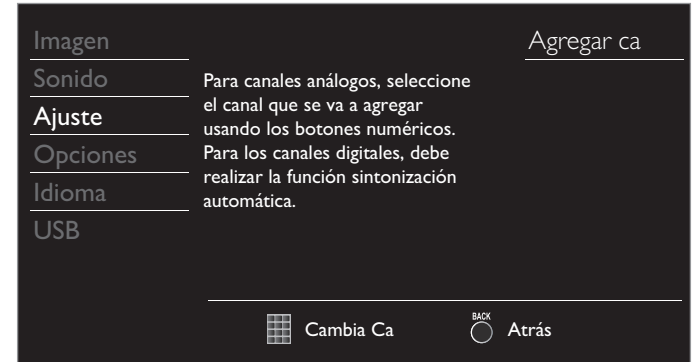 Imagen
Sonido
Ajuste
Opciones
Idioma
USB
Agregar ca
Para canales análogos, seleccione
el canal que se va a agregar
usando los botones numéricos.
Para los canales digitales, debe
realizar la función sintonización
automática.
Cambia Ca
BACK
Atrás